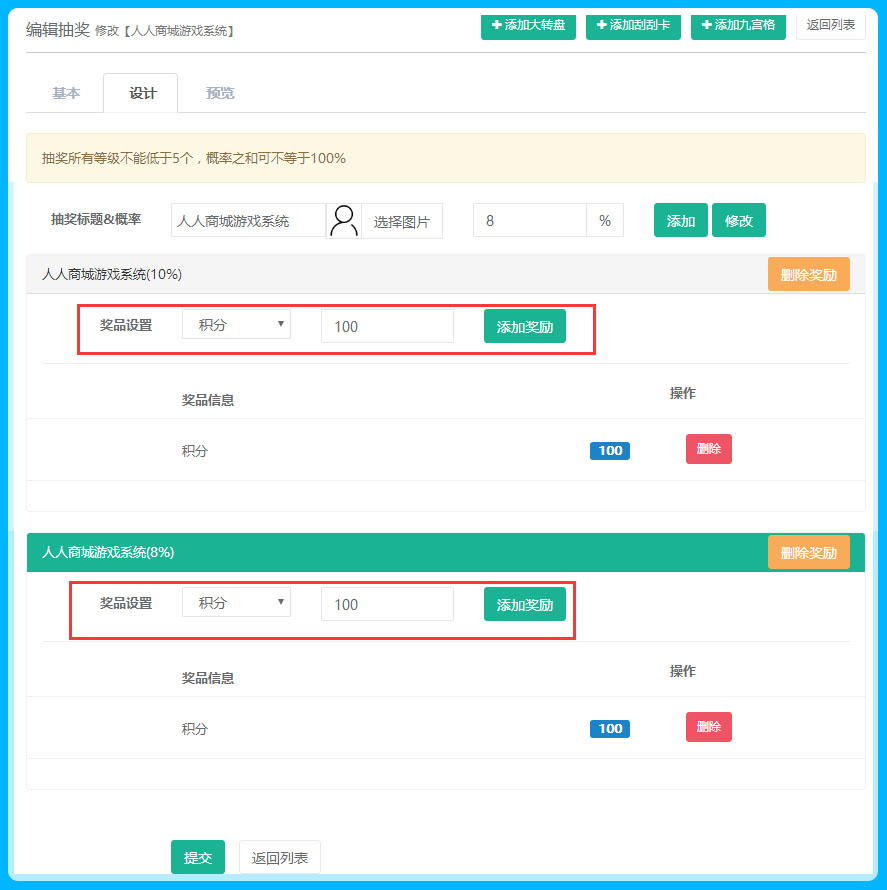 编辑抽奖 修改【人人商城游戏系统】
+ 添加大转盘 + 添加刮刮卡 + 添加九宫格 返回列表
基本 设计 预览
抽奖所有等级不能低于5个，概率之和可不等于100%
抽奖标题&概率 人人商城游戏系统 选择图片 8 % 添加 修改
人人商城游戏系统(10%) 删除奖励
奖品设置 积分 100 添加奖励
奖品信息 操作
积分 100 删除
人人商城游戏系统(8%) 删除奖励
奖品设置 积分 100 添加奖励
奖品信息 操作
积分 100 删除
提交 返回列表